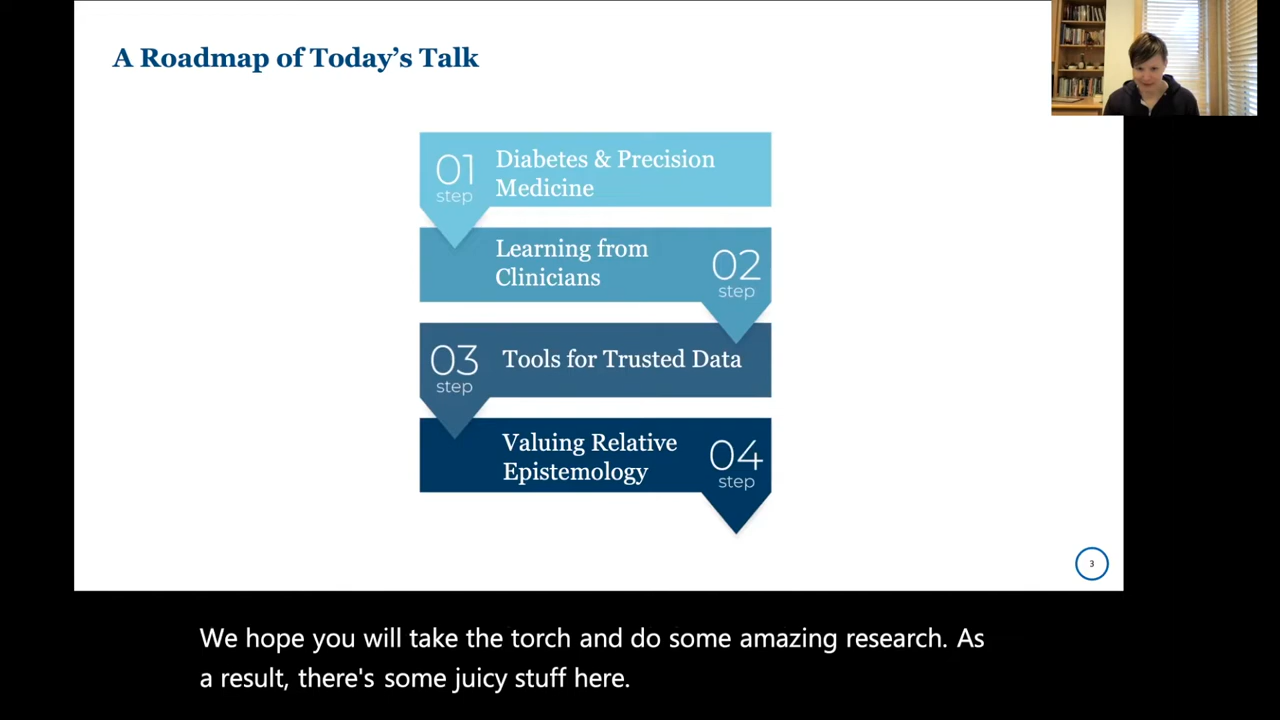 A Roadmap of Today's Talk
01
step
Diabetes & Precision
Medicine
Learning from
Clinicians
02
step
03
step
Tools for Trusted Data
Valuing Relative
Epistemology
04
step
3
We hope you will take the torch and do some amazing research. As
a result, there's some juicy stuff here.